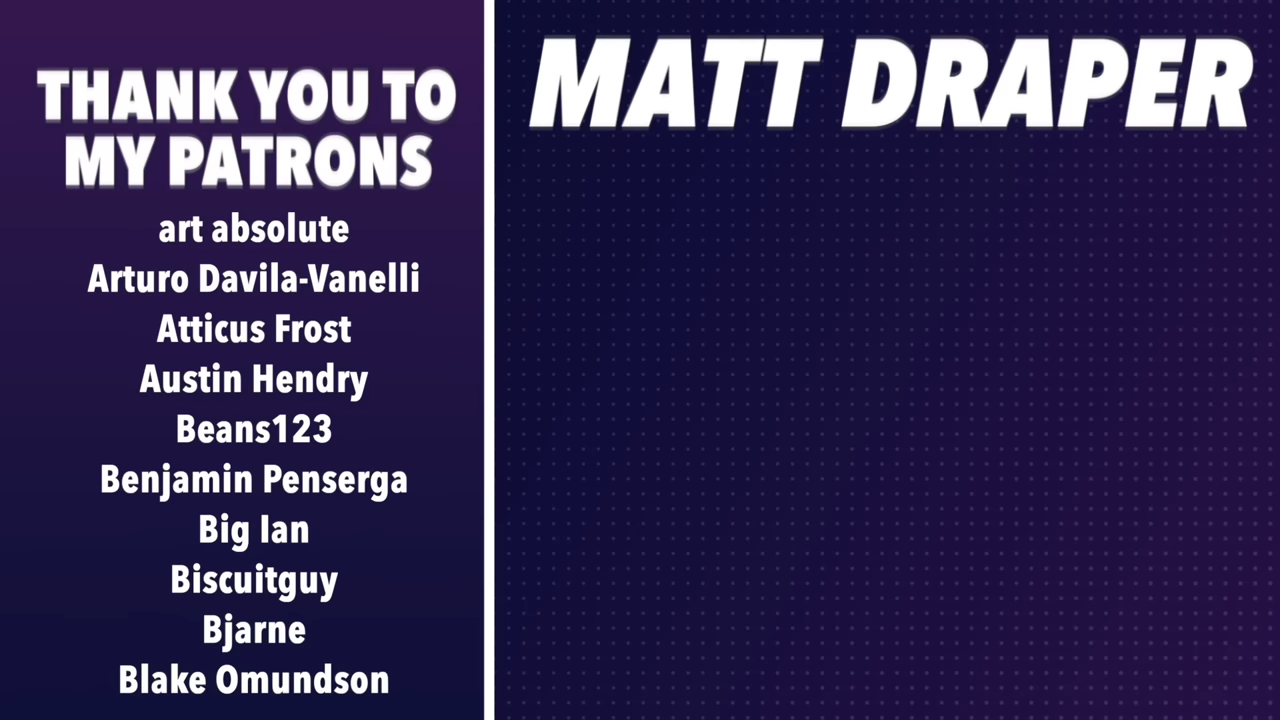 THANK YOU TO
MY PATRONS
art absolute
Arturo Davila-Vanelli
Atticus Frost
Austin Hendry
Beans123
Benjamin Penserga
Big Ian
Biscuitguy
Bjarne
Blake Omundson
MATT DRAPER